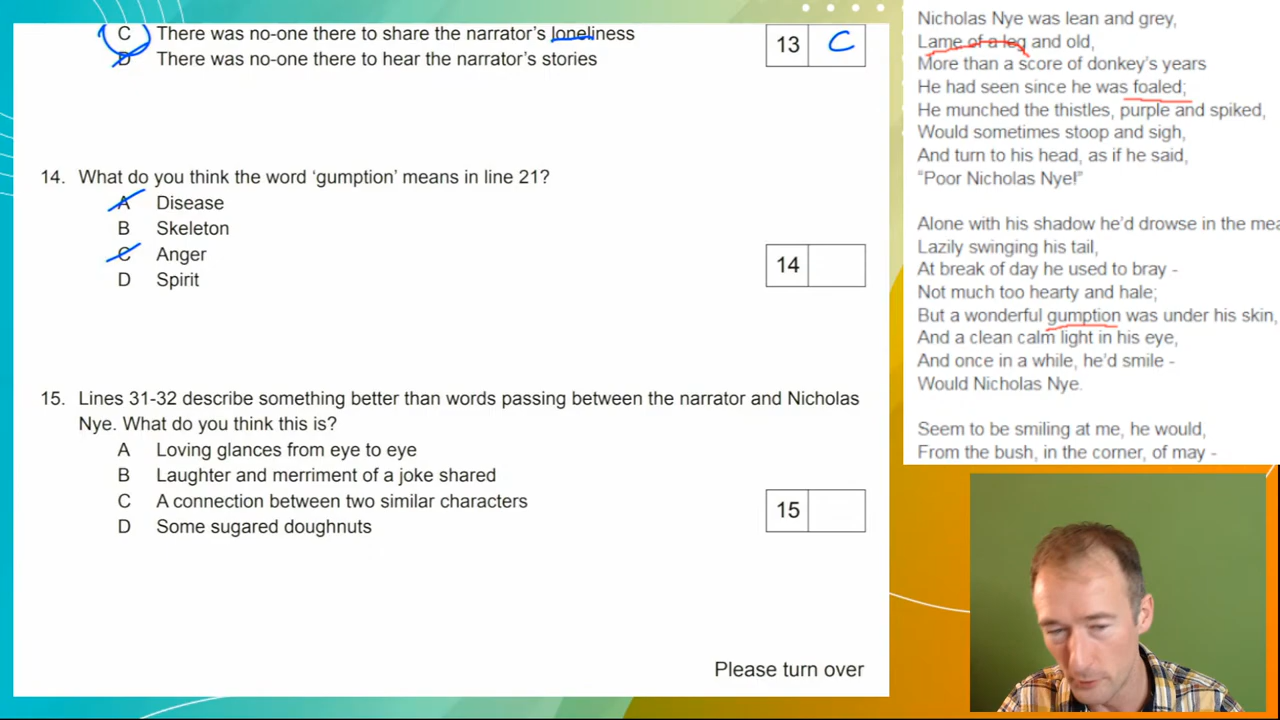 C There was no-one there to share the narrator's loneliness
D There was no-one there to hear the narrator's stories
13 C
14. What do you think the word 'gumption' means in line 21?
A Disease
B Skeleton
C Anger
D Spirit
14
15. Lines 31-32 describe something better than words passing between the narrator and Nicholas
Nye. What do you think this is?
A Loving glances from eye to eye
B Laughter and merriment of a joke shared
C A connection between two similar characters
D Some sugared doughnuts
15
Please turn over
Nicholas Nye was lean and grey,
Lame of a leg and old,
More than a score of donkey's years
He had seen since he was foaled;
He munched the thistles, purple and spiked,
Would sometimes stoop and sigh,
And turn to his head, as if he said,
"Poor Nicholas Nye!"
Alone with his shadow he'd drowse in the
Lazily swinging his tail,
At break of day he used to bray -
Not much too hearty and hale;
But a wonderful gumption was under his skin,
And a clean calm light in his eye,
And once in a while, he'd smile -
Would Nicholas Nye.
Seem to be smiling at me, he would,
From the bush, in the corner, of may -